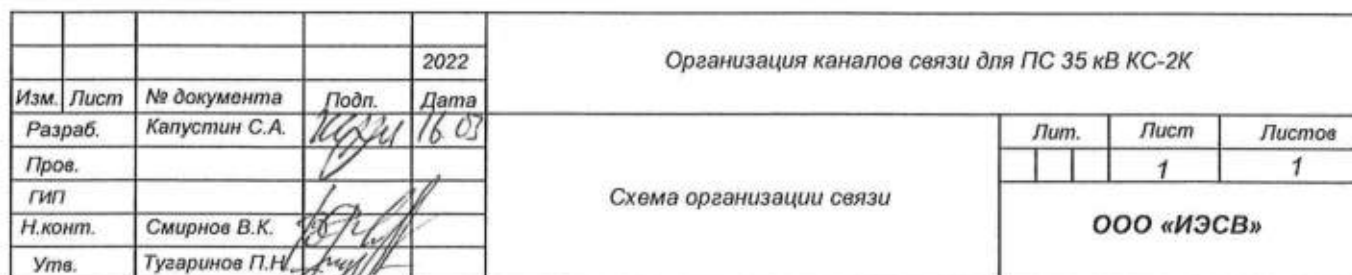 2022
Организация каналов связи для ПС 35 кВ КС-2К
Изм. Лист № документа Подп. Дата
Разраб. Капустин С.А. 16 03
Лит. Лист Листов
Пров.
1 1
ГИП
Схема организации связи
Н.конт. Смирнов В.К.
ООО «ИЭСВ»
Утв. Тугаринов П.Н.